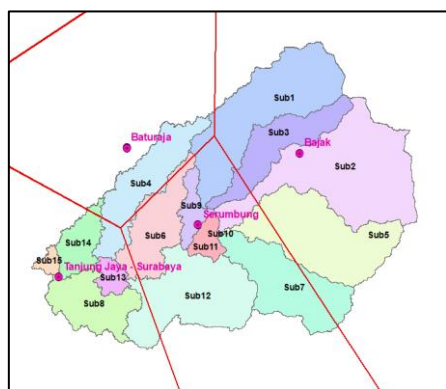 Sub1
Baturaja
Sub3
Bajak
Sub2
Sub4
Sub9
Serumbung
Sub10
Sub6
Sub5
Sub14
Sub11
Sub15
Tanjung Jaya - Surabaya
Sub13
Sub7
Sub12
Sub8